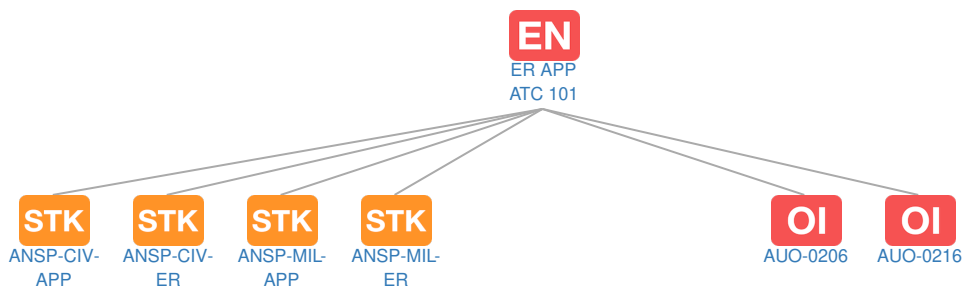 EN
ER APP
ATC 101
STK
STK
STK
STK
OI
OI
ANSP-CIV-
APP
ANSP-CIV-
ER
ANSP-MIL-
APP
ANSP-MIL-
ER
AUO-0206
AUO-0216